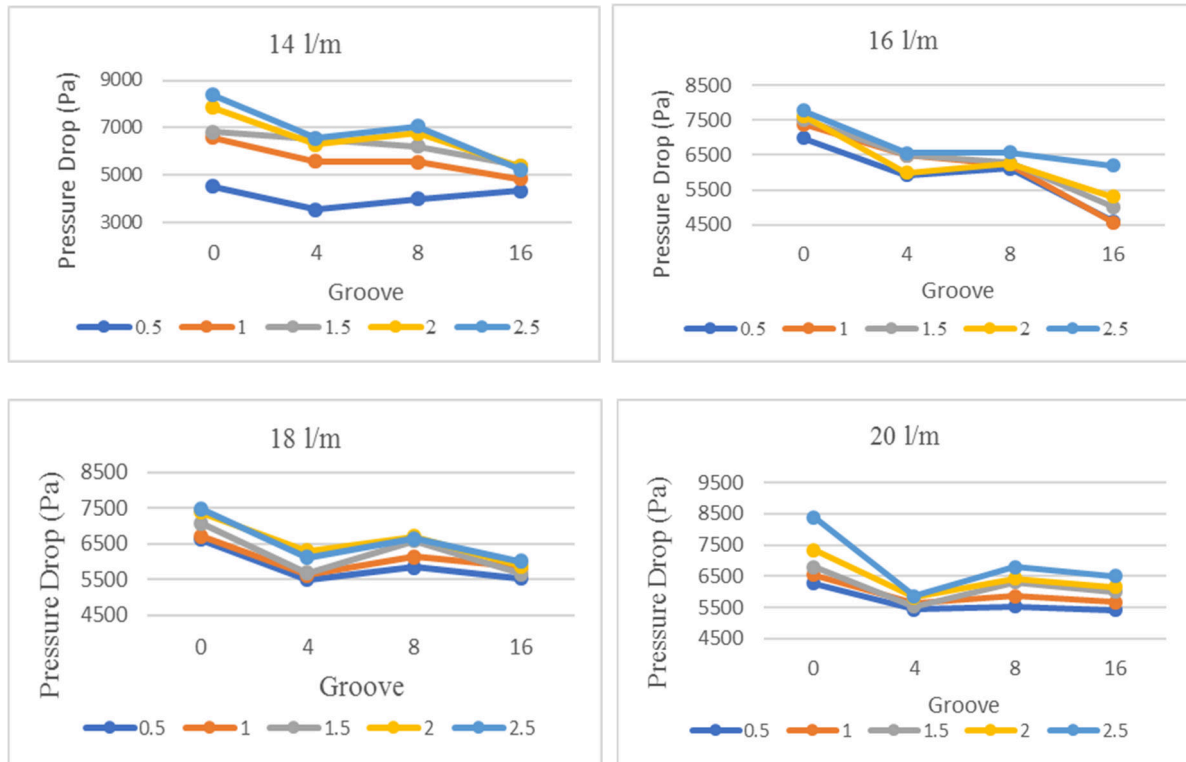 14 l/m
Pressure Drop (Pa)
9000
7000
5000
3000
0 4 8 16
Groove
0.5 1 1.5 2 2.5
16 l/m
Pressure Drop (Pa)
8500
7500
6500
5500
4500
0 4 8 16
Groove
0.5 1 1.5 2 2.5
18 l/m
Pressure Drop (Pa)
8500
7500
6500
5500
4500
0 4 8 16
Groove
0.5 1 1.5 2 2.5
20 l/m
Pressure Drop (Pa)
9500
8500
7500
6500
5500
4500
0 4 8 16
Groove
0.5 1 1.5 2 2.5